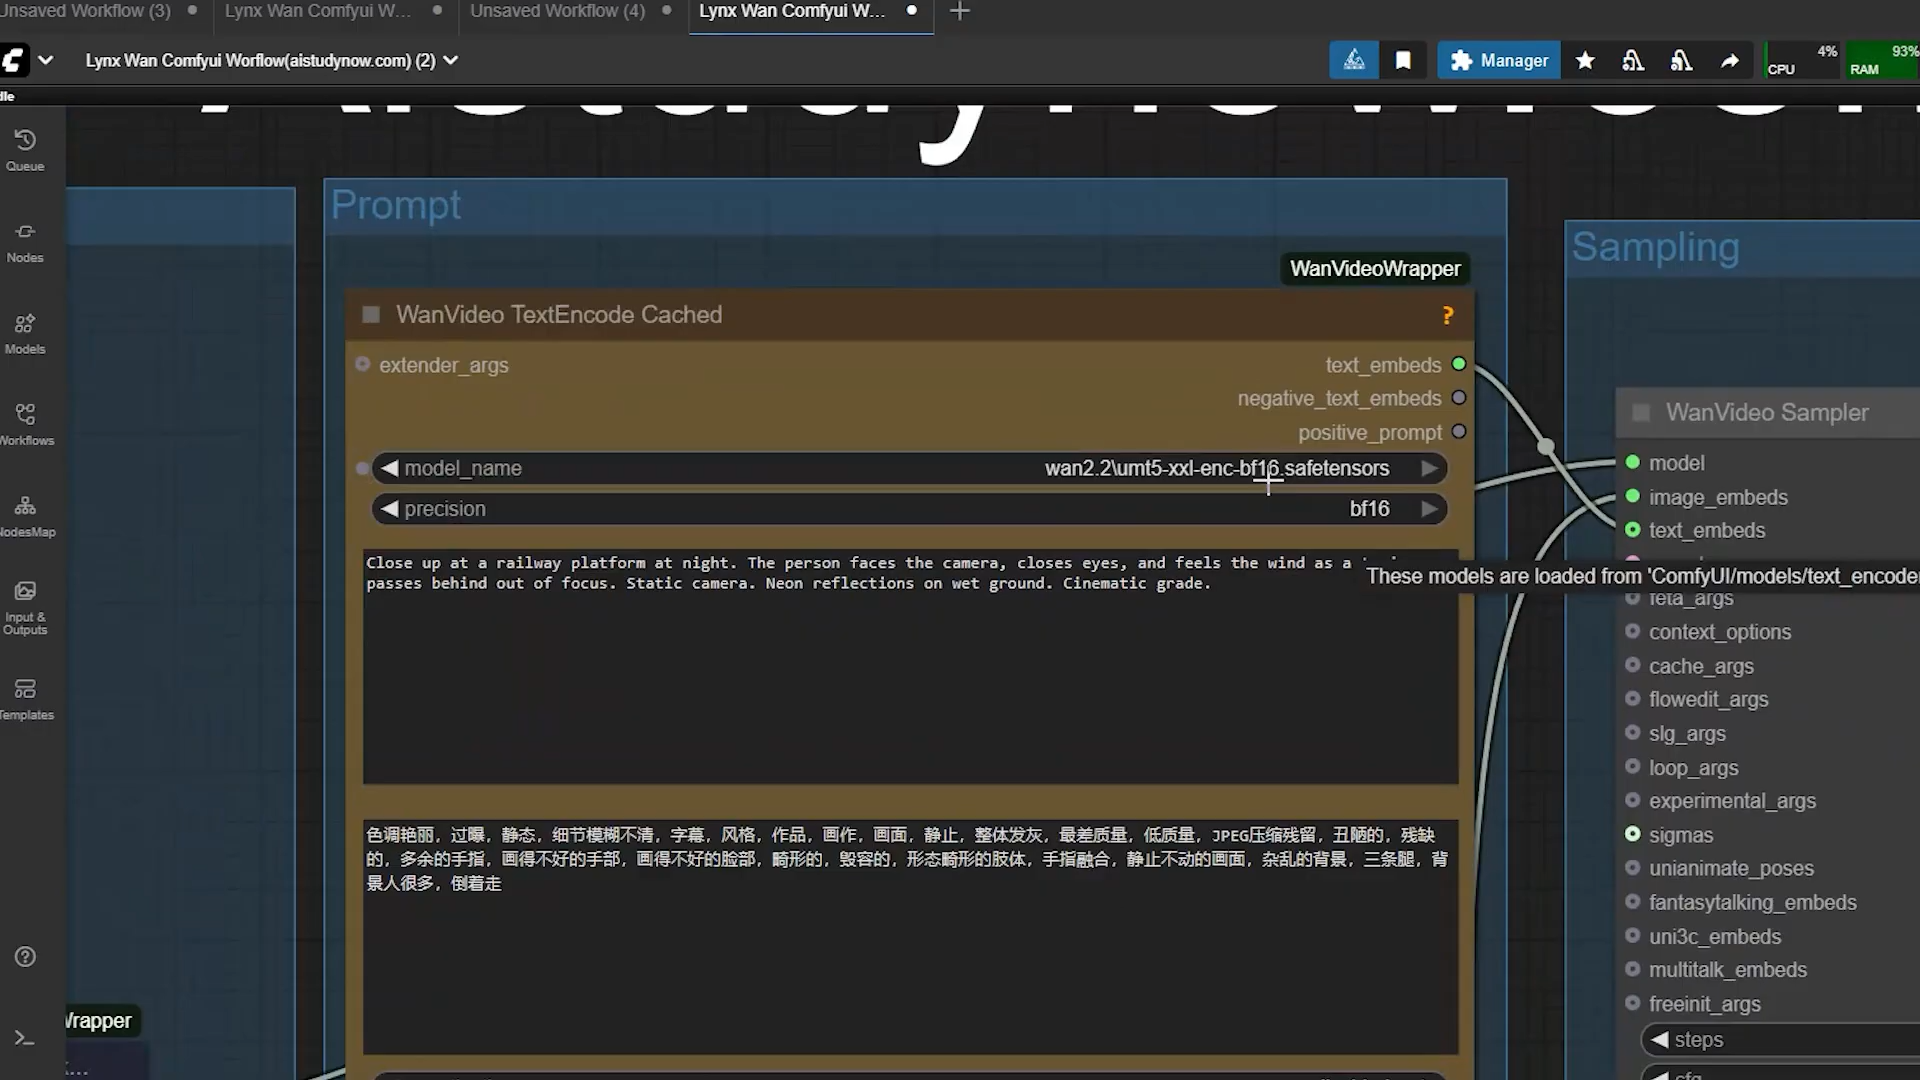 Unsaved Workflow (3)
Lynx Wan Comfyui W...
Unsaved Workflow (4)
Lynx Wan Comfyui W...
Lynx Wan Comfyui Worflow(aistudynow.com) (2)
Manager
CPU
4%
RAM
93%
Queue
Nodes
Models
Workflows
NodesMap
Input &
Outputs
Templates
Prompt
WanVideoWrapper
WanVideo TextEncode Cached
?
extender_args
text_embeds
negative_text_embeds
positive_prompt
model_name
wan2.2\umt5-xxl-enc-bf16.safetensors
precision
bf16
Close up at a railway platform at night. The person faces the camera, closes eyes, and feels the wind as a
passes behind out of focus. Static camera. Neon reflections on wet ground. Cinematic grade.
色调艳丽，过曝，静态，细节模糊不清，字幕，风格，作品，画作，画面，静止，整体发灰，最差质量，低质量，JPEG压缩残留，丑陋的，残缺
的，多余的手指，画得不好的手部，画得不好的脸部，畸形的，毁容的，形态畸形的肢体，手指融合，静止不动的画面，杂乱的背景，三条腿，背
景人很多，倒着走
Sampling
WanVideo Sampler
model
image_embeds
text_embeds
These models are loaded from 'ComfyUI/models/text_encoder
feta_args
context_options
cache_args
flowedit_args
slg_args
loop_args
experimental_args
sigmas
unianimate_poses
fantasytalking_embeds
uni3c_embeds
multitalk_embeds
freeinit_args
steps
cfg